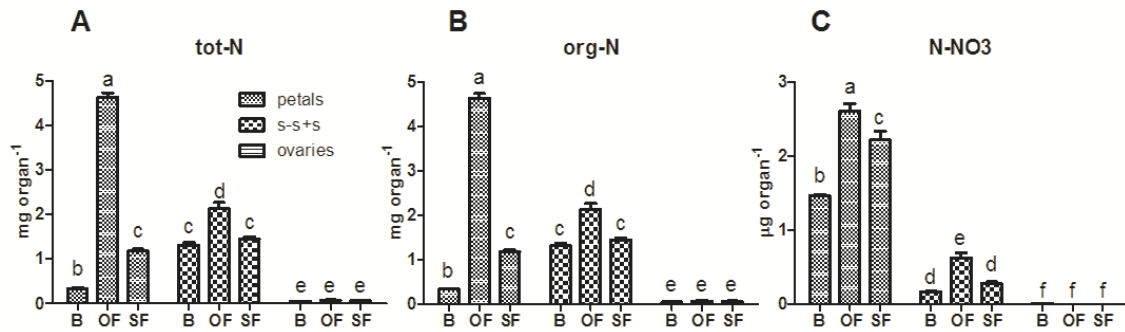 A
tot-N
mg organ⁻¹
5
4
3
2
1
0
petals
s-s+s
ovaries
b
a
c
c
d
c
e
e
e
B
OF
SF
B
OF
SF
B
OF
SF
B
org-N
mg organ⁻¹
5
4
3
2
1
0
b
a
c
c
d
c
e
e
e
B
OF
SF
B
OF
SF
B
OF
SF
C
N-NO3
µg organ⁻¹
3
2
1
0
b
a
c
d
e
d
f
f
f
B
OF
SF
B
OF
SF
B
OF
SF